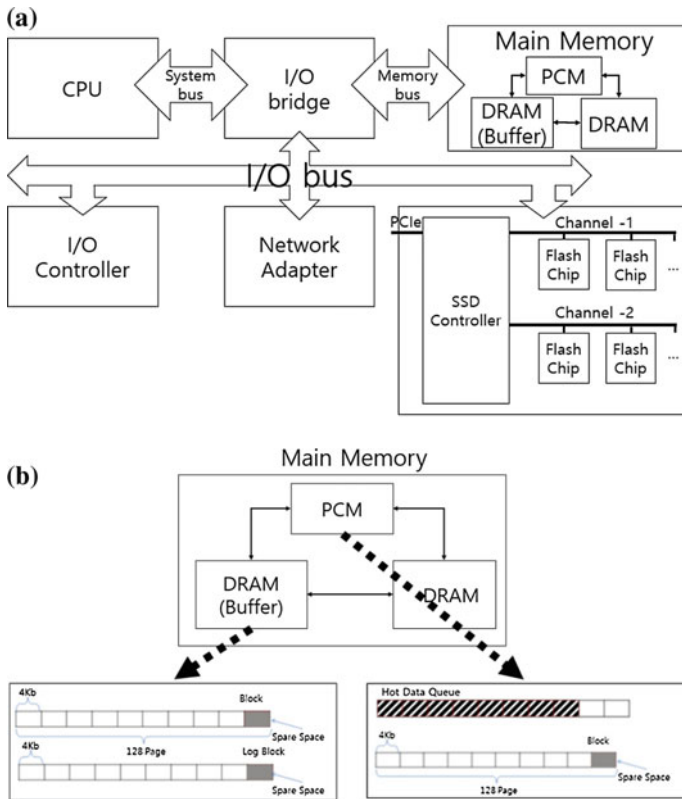 (a)
CPU
System
bus
I/O
bridge
Memory
bus
Main Memory
PCM
DRAM
(Buffer)
DRAM
I/O bus
I/O
Controller
Network
Adapter
PCIe
SSD
Controller
Channel -1
Flash
Chip
Flash
Chip
...
Channel -2
Flash
Chip
Flash
Chip
...
(b)
Main Memory
PCM
DRAM
(Buffer)
DRAM
4Kb
Block
128 Page
Spare Space
4Kb
Log Block
Spare Space
Hot Data Queue
4Kb
Block
128 Page
Spare Space